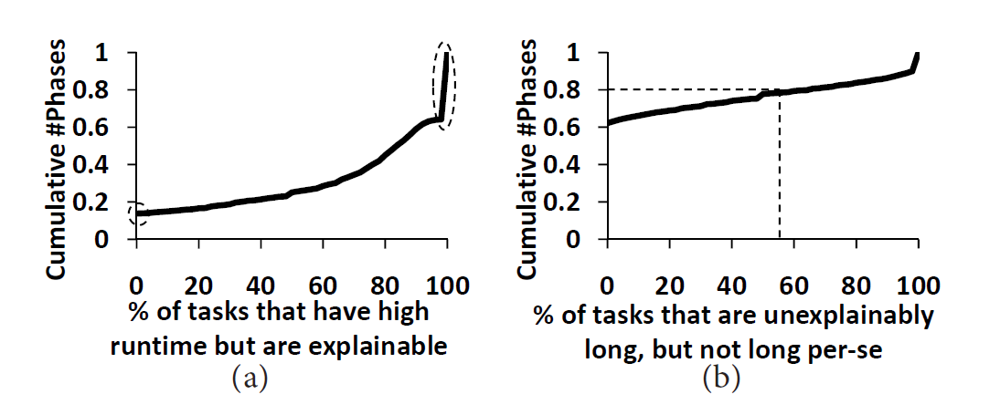 Cumulative #Phases
1
0.8
0.6
0.4
0.2
0
0 20 40 60 80 100
% of tasks that have high
runtime but are explainable
(a)
Cumulative #Phases
1
0.8
0.6
0.4
0.2
0
0 20 40 60 80 100
% of tasks that are unexplainably
long, but not long per-se
(b)